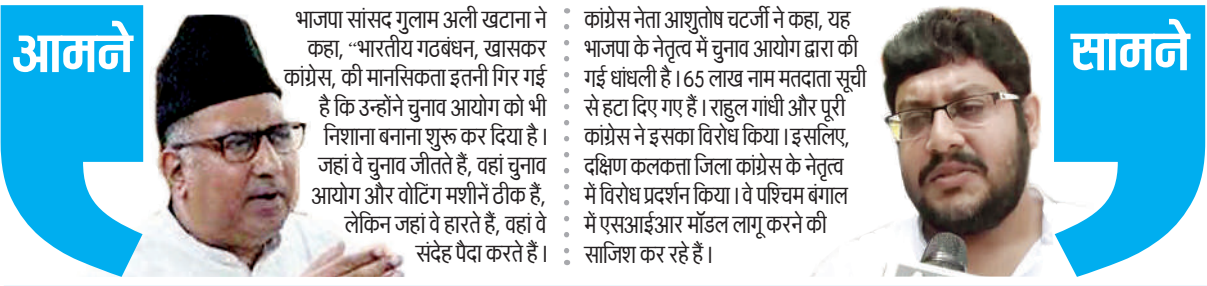 आमने
भाजपा सांसद गुलाम अली खटाना ने
कहा, “भारतीय गठबंधन, खासकर
कांग्रेस, की मानसिकता इतनी गिर गई
है कि उन्होंने चुनाव आयोग को भी
निशाना बनाना शुरू कर दिया है।
जहां वे चुनाव जीतते हैं, वहां चुनाव
आयोग और वोटिंग मशीनें ठीक हैं,
लेकिन जहां वे हारते हैं, वहां वे
संदेह पैदा करते हैं।
कांग्रेस नेता आशुतोष चटर्जी ने कहा, यह
भाजपा के नेतृत्व में चुनाव आयोग द्वारा की
गई धांधली है।65 लाख नाम मतदाता सूची
से हटा दिए गए हैं। राहुल गांधी और पूरी
कांग्रेस ने इसका विरोध किया। इसलिए,
दक्षिण कलकत्ता जिला कांग्रेस के नेतृत्व
में विरोध प्रदर्शन किया। वे पश्चिम बंगाल
में एसआईआर मॉडल लागू करने की
साजिश कर रहे हैं।
सामने